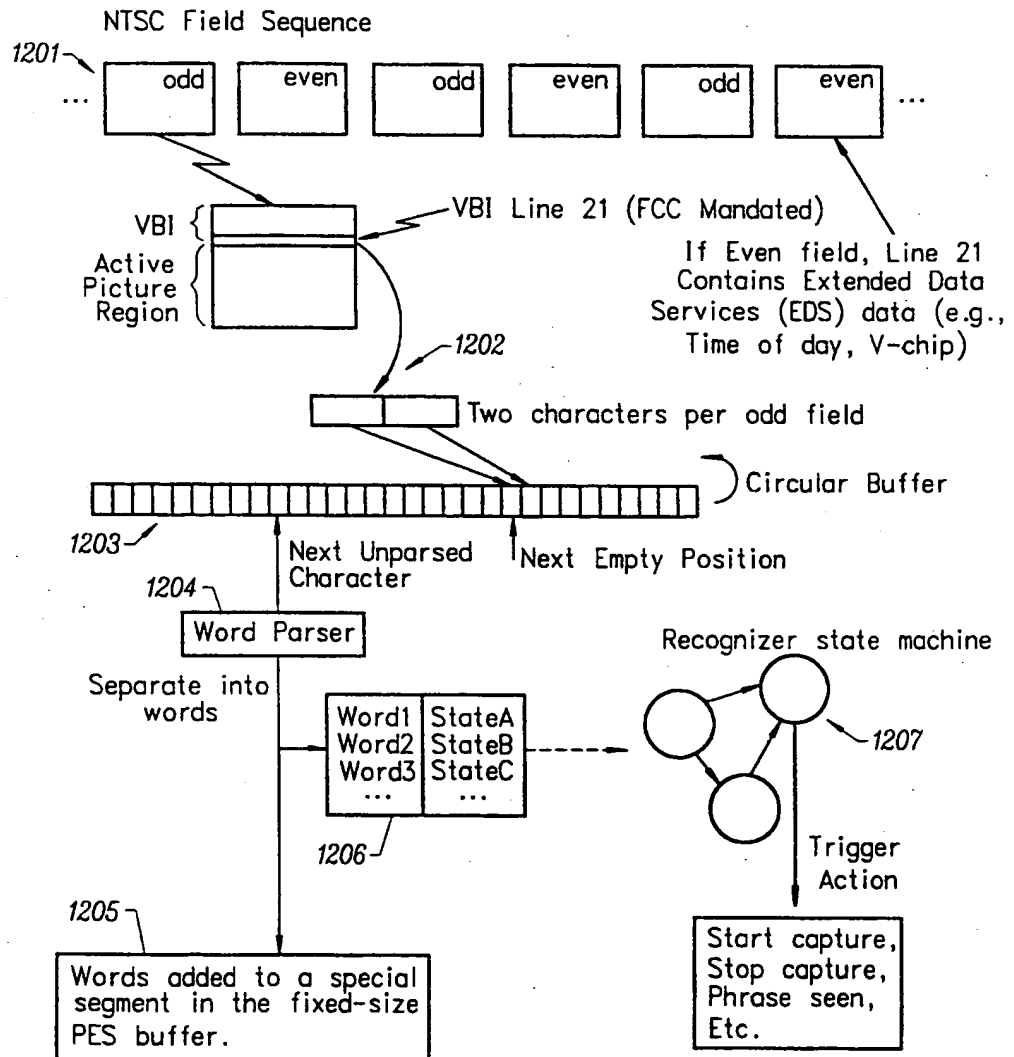 NTSC Field Sequence
1201
... odd even odd even odd even ...
VBI
VBI Line 21 (FCC Mandated)
Active
Picture
Region
If Even field, Line 21
Contains Extended Data
Services (EDS) data (e.g.,
Time of day, V-chip)
1202
Two characters per odd field
Circular Buffer
1203
Next Unparsed
Character
Next Empty Position
1204
Word Parser
Separate into
words
Word1 StateA
Word2 StateB
Word3 StateC
... ...
1206
Recognizer state machine
1207
Trigger
Action
1205
Words added to a special
segment in the fixed-size
PES buffer.
Start capture,
Stop capture,
Phrase seen,
Etc.